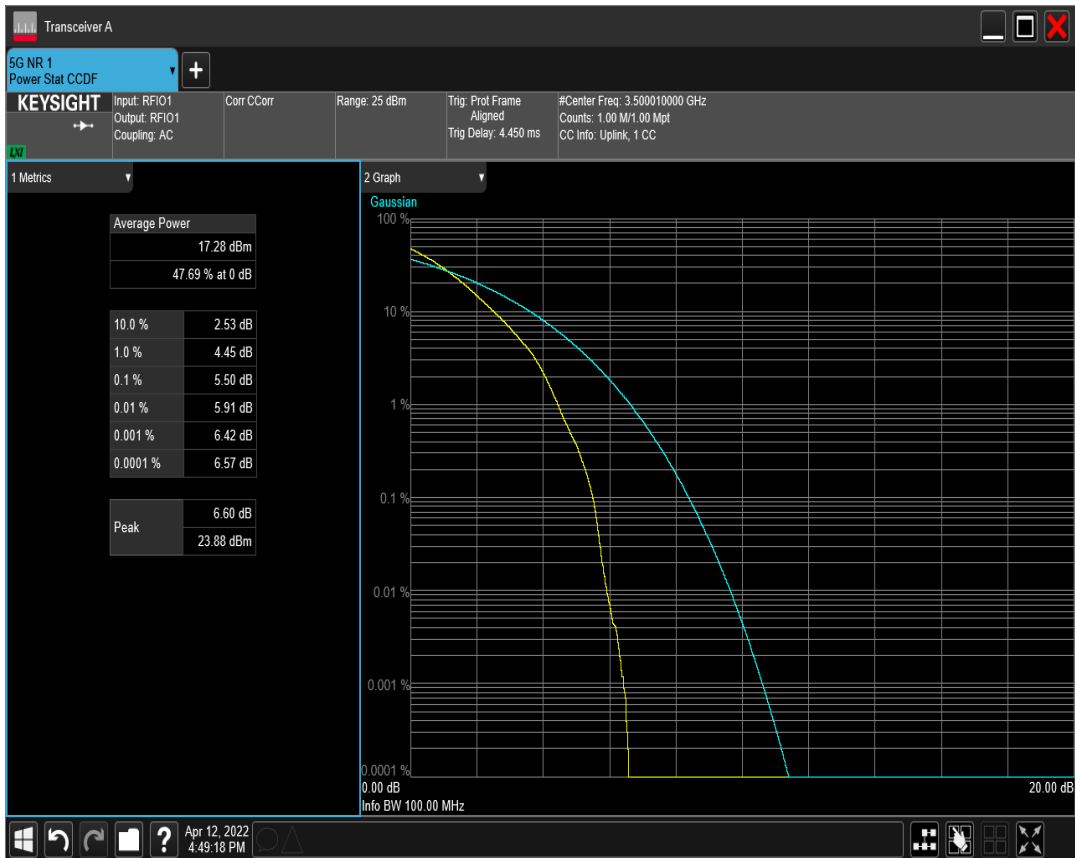 Transceiver A
5G NR 1
Power Stat CCDF
KEYSIGHT
LXI
Input: RFIO1
Output: RFIO1
Coupling: AC
Corr CCorr
Range: 25 dBm
Trig: Prot Frame
Aligned
Trig Delay: 4.450 ms
#Center Freq: 3.500010000 GHz
Counts: 1.00 M/1.00 Mpt
CC Info: Uplink, 1 CC
1 Metrics
Average Power
17.28 dBm
47.69 % at 0 dB
10.0 % 2.53 dB
1.0 % 4.45 dB
0.1 % 5.50 dB
0.01 % 5.91 dB
0.001 % 6.42 dB
0.0001 % 6.57 dB
Peak
6.60 dB
23.88 dBm
2 Graph
Gaussian
100 %
10 %
1 %
0.1 %
0.01 %
0.001 %
0.0001 %
0.00 dB 20.00 dB
Info BW 100.00 MHz
? Apr 12, 2022
4:49:18 PM